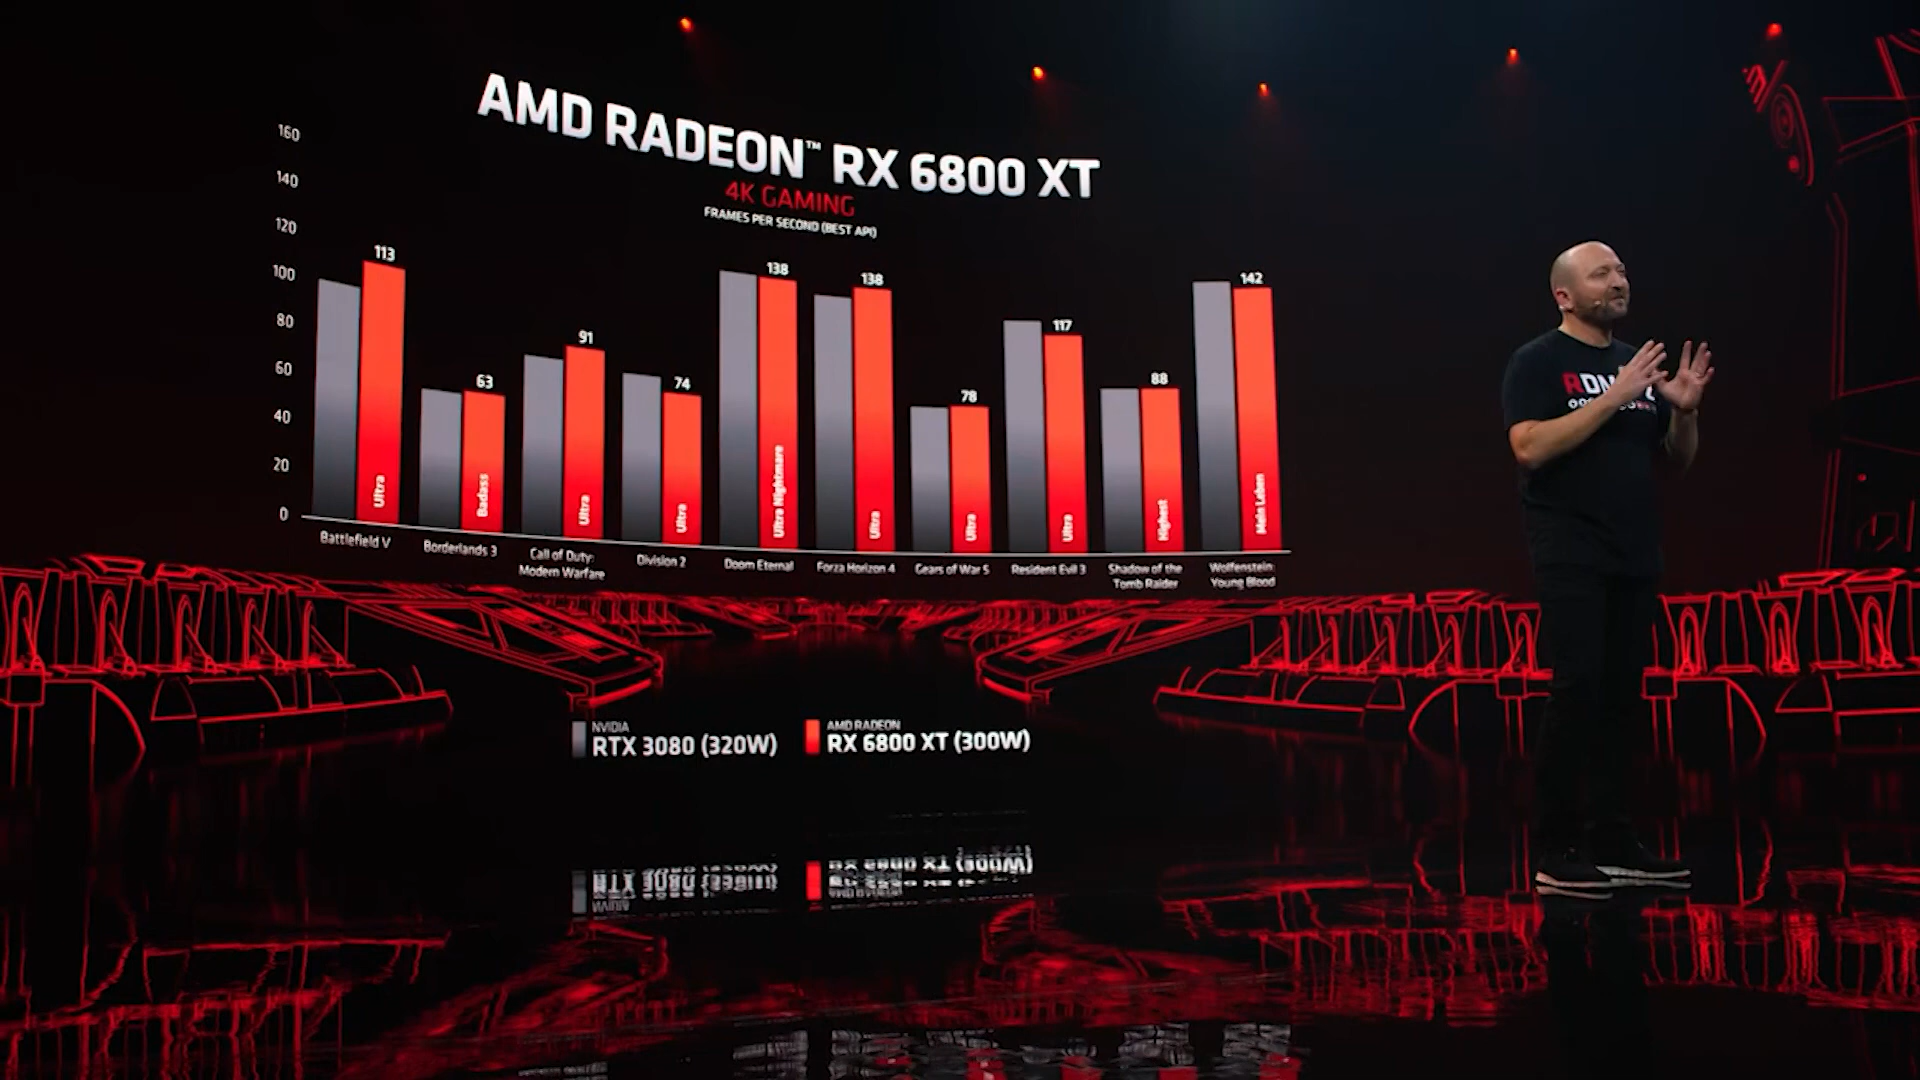 AMD RADEON™ RX 6800 XT
4K GAMING
FRAMES PER SECOND (BEST API)
160
140
120
100
80
60
40
20
0
113
63
91
74
138
138
78
117
88
142
Ultra
Badass
Ultra
Ultra
Ultra Nightmare
Ultra
Ultra
Ultra
Highest
Mein Leben
Battlefield V
Borderlands 3
Call of Duty:
Modern Warfare
Division 2
Doom Eternal
Forza Horizon 4
Gears of War 5
Resident Evil 3
Shadow of the
Tomb Raider
Wolfenstein:
Young Blood
NVIDIA
RTX 3080 (320W)
AMD RADEON
RX 6800 XT (300W)